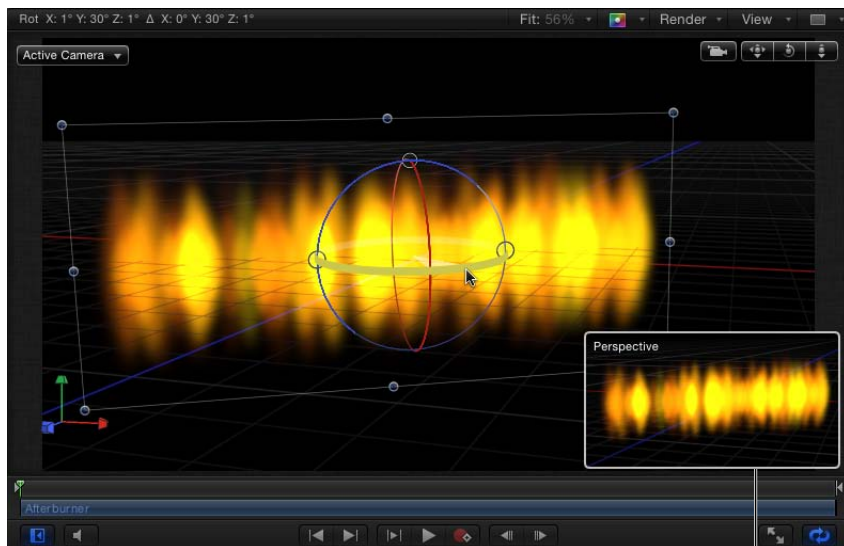 Rot X: 1° Y: 30° Z: 1° Δ X: 0° Y: 30° Z: 1° Fit: 56% Render View
Active Camera
Perspective
Afterburner